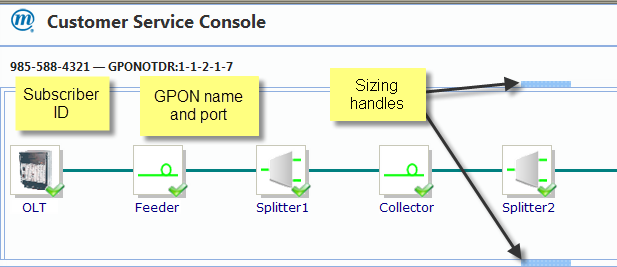 Customer Service Console
985-588-4321 — GPONOTDR:1-1-2-1-7
Subscriber
ID
GPON name
and port
Sizing
handles
OLT
Feeder
Splitter1
Collector
Splitter2